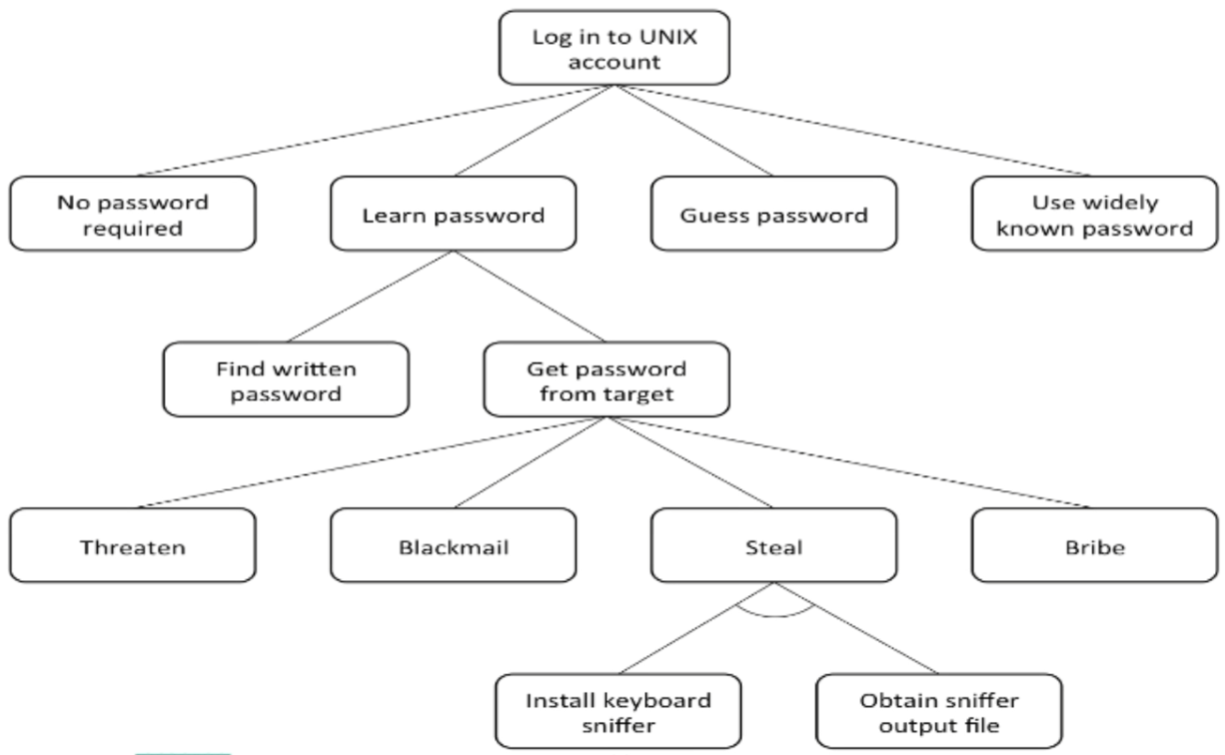 Log in to UNIX
account
No password
required
Learn password
Guess password
Use widely
known password
Find written
password
Get password
from target
Threaten
Blackmail
Steal
Bribe
Install keyboard
sniffer
Obtain sniffer
output file